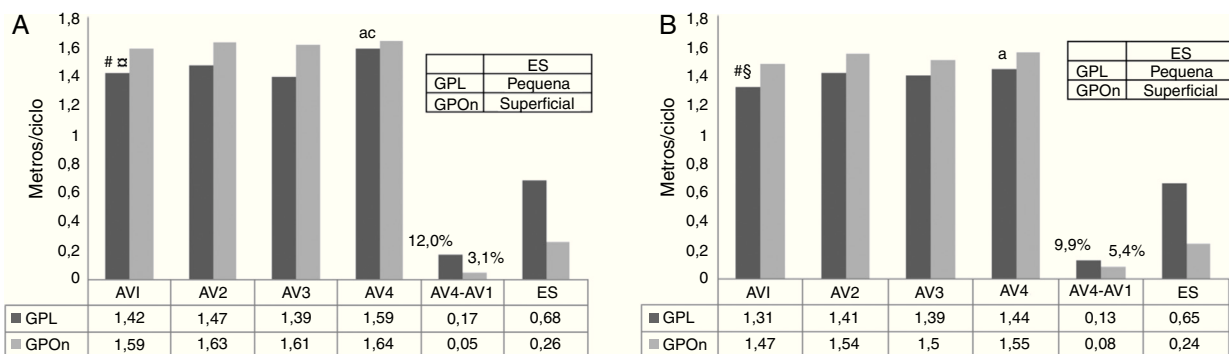 A
Metros/ciclo
1,8
1,6
1,4
1,2
1
0,8
0,6
0,4
0,2
0
# ¤
ac
12,0%
3,1%
ES
GPL Pequena
GPOn Superficial
AVI AV2 AV3 AV4 AV4-AV1 ES
GPL 1,42 1,47 1,39 1,59 0,17 0,68
GPOn 1,59 1,63 1,61 1,64 0,05 0,26
B
Metros/ciclo
1,8
1,6
1,4
1,2
1
0,8
0,6
0,4
0,2
0
#§
a
9,9%
5,4%
ES
GPL Pequena
GPOn Superficial
AVI AV2 AV3 AV4 AV4-AV1 ES
GPL 1,31 1,41 1,39 1,44 0,13 0,65
GPOn 1,47 1,54 1,5 1,55 0,08 0,24